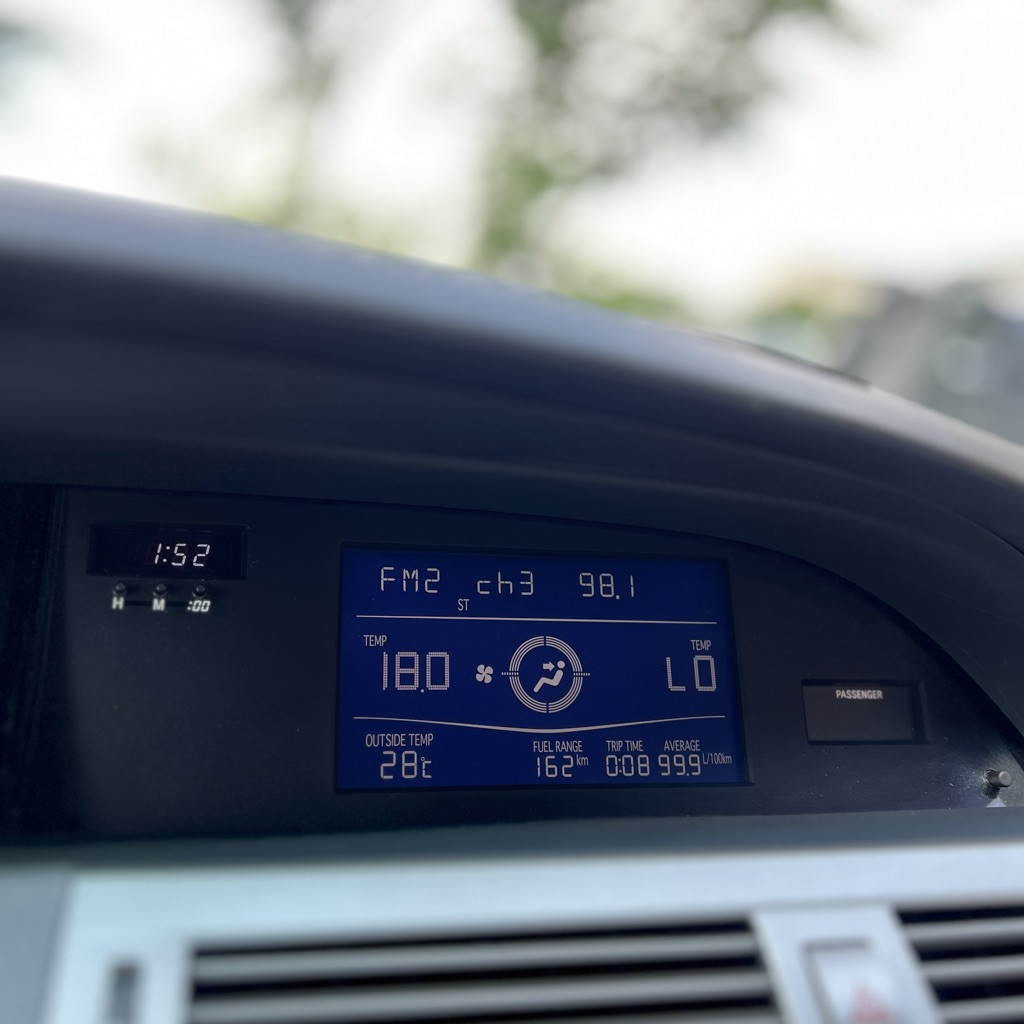 1:52
H M :00
FM2 ST ch3 98.1
TEMP
18.0
TEMP
LO
OUTSIDE TEMP
28℃
FUEL RANGE
162 km
TRIP TIME
0:08
AVERAGE
99.9 L/100km
PASSENGER